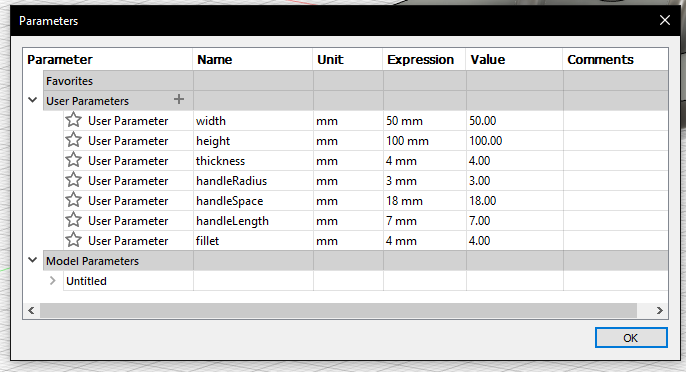 Parameters
Parameter Name Unit Expression Value Comments
Favorites
User Parameters +
User Parameter width mm 50 mm 50.00
User Parameter height mm 100 mm 100.00
User Parameter thickness mm 4 mm 4.00
User Parameter handleRadius mm 3 mm 3.00
User Parameter handleSpace mm 18 mm 18.00
User Parameter handleLength mm 7 mm 7.00
User Parameter fillet mm 4 mm 4.00
Model Parameters
Untitled
OK